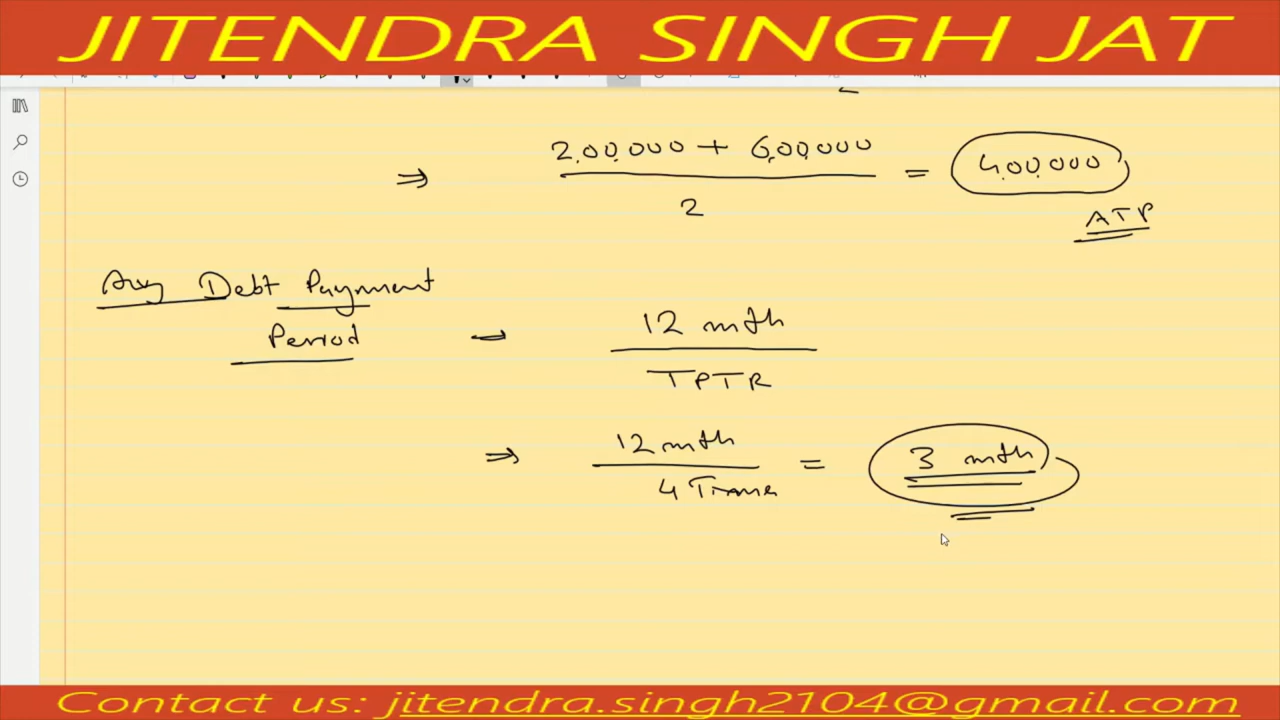 JITENDRA SINGH JAT
2
2,00,000 + 6,00,000 = 4,00,000
2
ATP
Avg Debt Payment
Period
12 mth
TPTR
12 mth = 3 mth
4 Times
Contact us: jitendra.singh2104@gmail.com